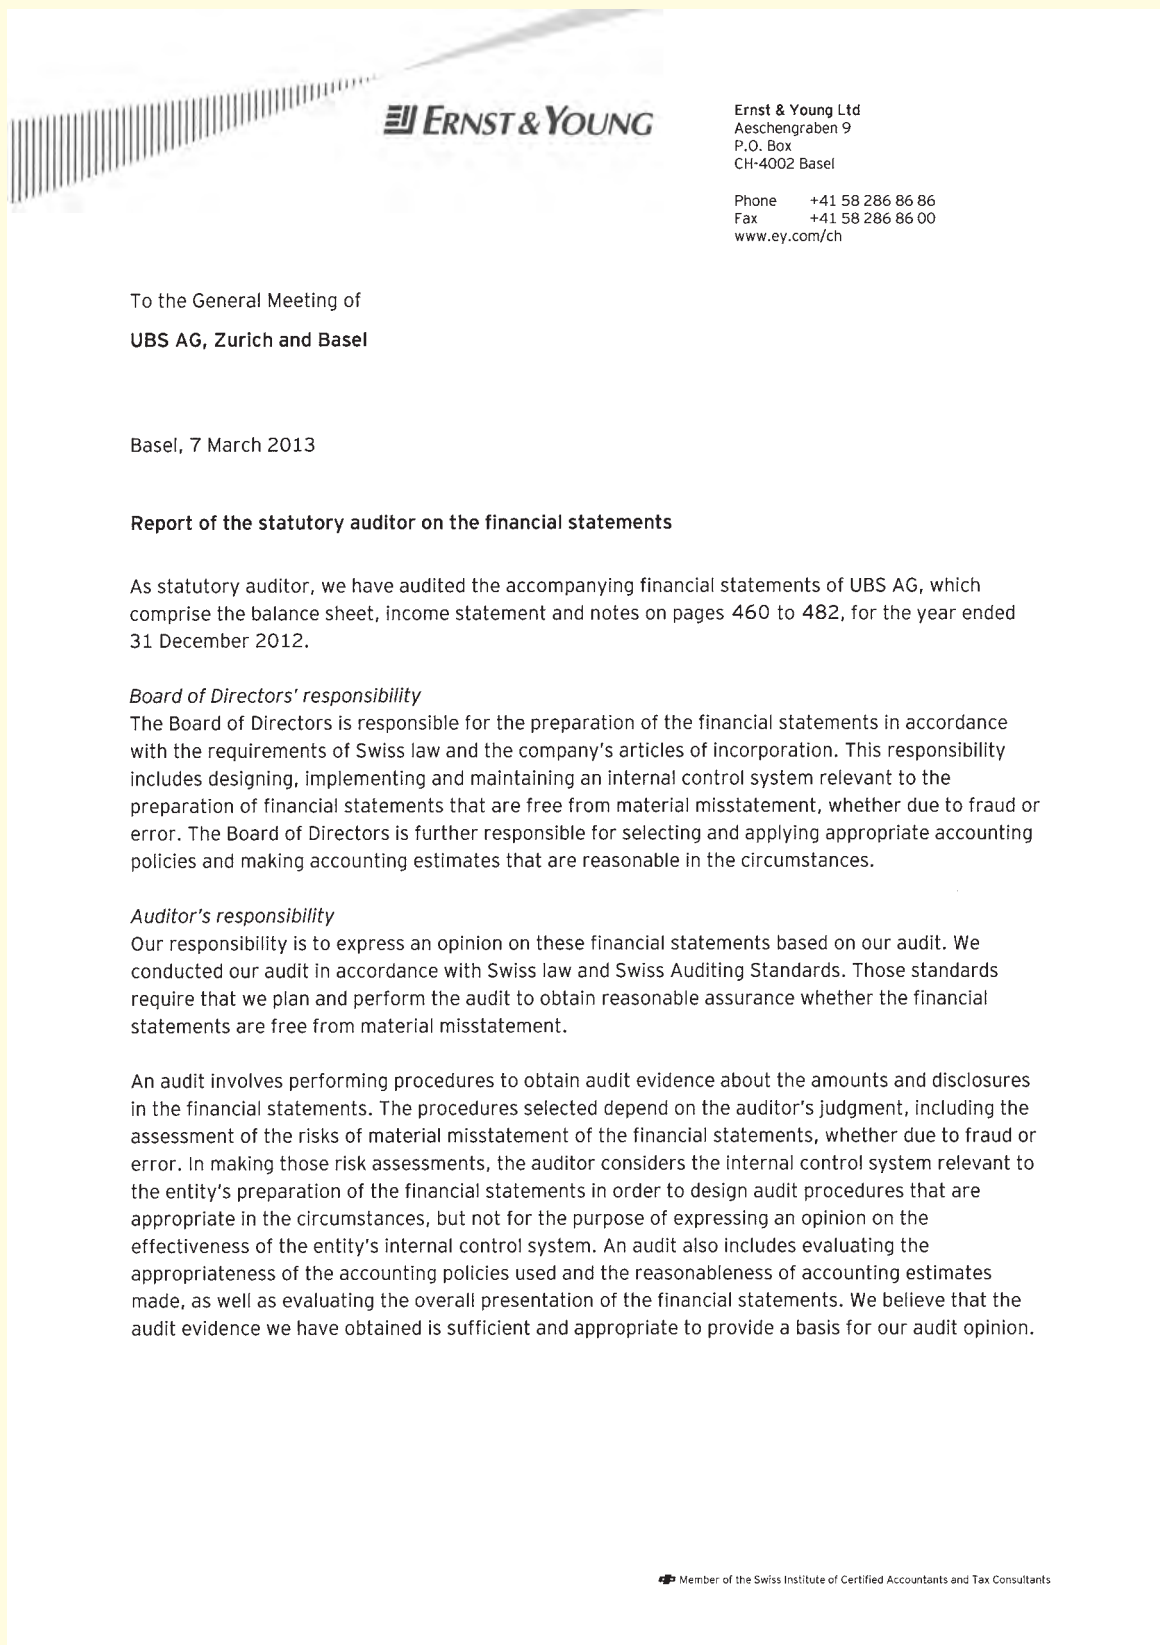 ERNST & YOUNG
Ernst & Young Ltd
Aeschengraben 9
P.O. Box
CH-4002 Basel
Phone +41 58 286 86 86
Fax +41 58 286 86 00
www.ey.com/ch
To the General Meeting of
UBS AG, Zurich and Basel
Basel, 7 March 2013
Report of the statutory auditor on the financial statements
As statutory auditor, we have audited the accompanying financial statements of UBS AG, which
comprise the balance sheet, income statement and notes on pages 460 to 482, for the year ended
31 December 2012.
Board of Directors' responsibility
The Board of Directors is responsible for the preparation of the financial statements in accordance
with the requirements of Swiss law and the company's articles of incorporation. This responsibility
includes designing, implementing and maintaining an internal control system relevant to the
preparation of financial statements that are free from material misstatement, whether due to fraud or
error. The Board of Directors is further responsible for selecting and applying appropriate accounting
policies and making accounting estimates that are reasonable in the circumstances.
Auditor's responsibility
Our responsibility is to express an opinion on these financial statements based on our audit. We
conducted our audit in accordance with Swiss law and Swiss Auditing Standards. Those standards
require that we plan and perform the audit to obtain reasonable assurance whether the financial
statements are free from material misstatement.
An audit involves performing procedures to obtain audit evidence about the amounts and disclosures
in the financial statements. The procedures selected depend on the auditor's judgment, including the
assessment of the risks of material misstatement of the financial statements, whether due to fraud or
error. In making those risk assessments, the auditor considers the internal control system relevant to
the entity's preparation of the financial statements in order to design audit procedures that are
appropriate in the circumstances, but not for the purpose of expressing an opinion on the
effectiveness of the entity's internal control system. An audit also includes evaluating the
appropriateness of the accounting policies used and the reasonableness of accounting estimates
made, as well as evaluating the overall presentation of the financial statements. We believe that the
audit evidence we have obtained is sufficient and appropriate to provide a basis for our audit opinion.
Member of the Swiss Institute of Certified Accountants and Tax Consultants